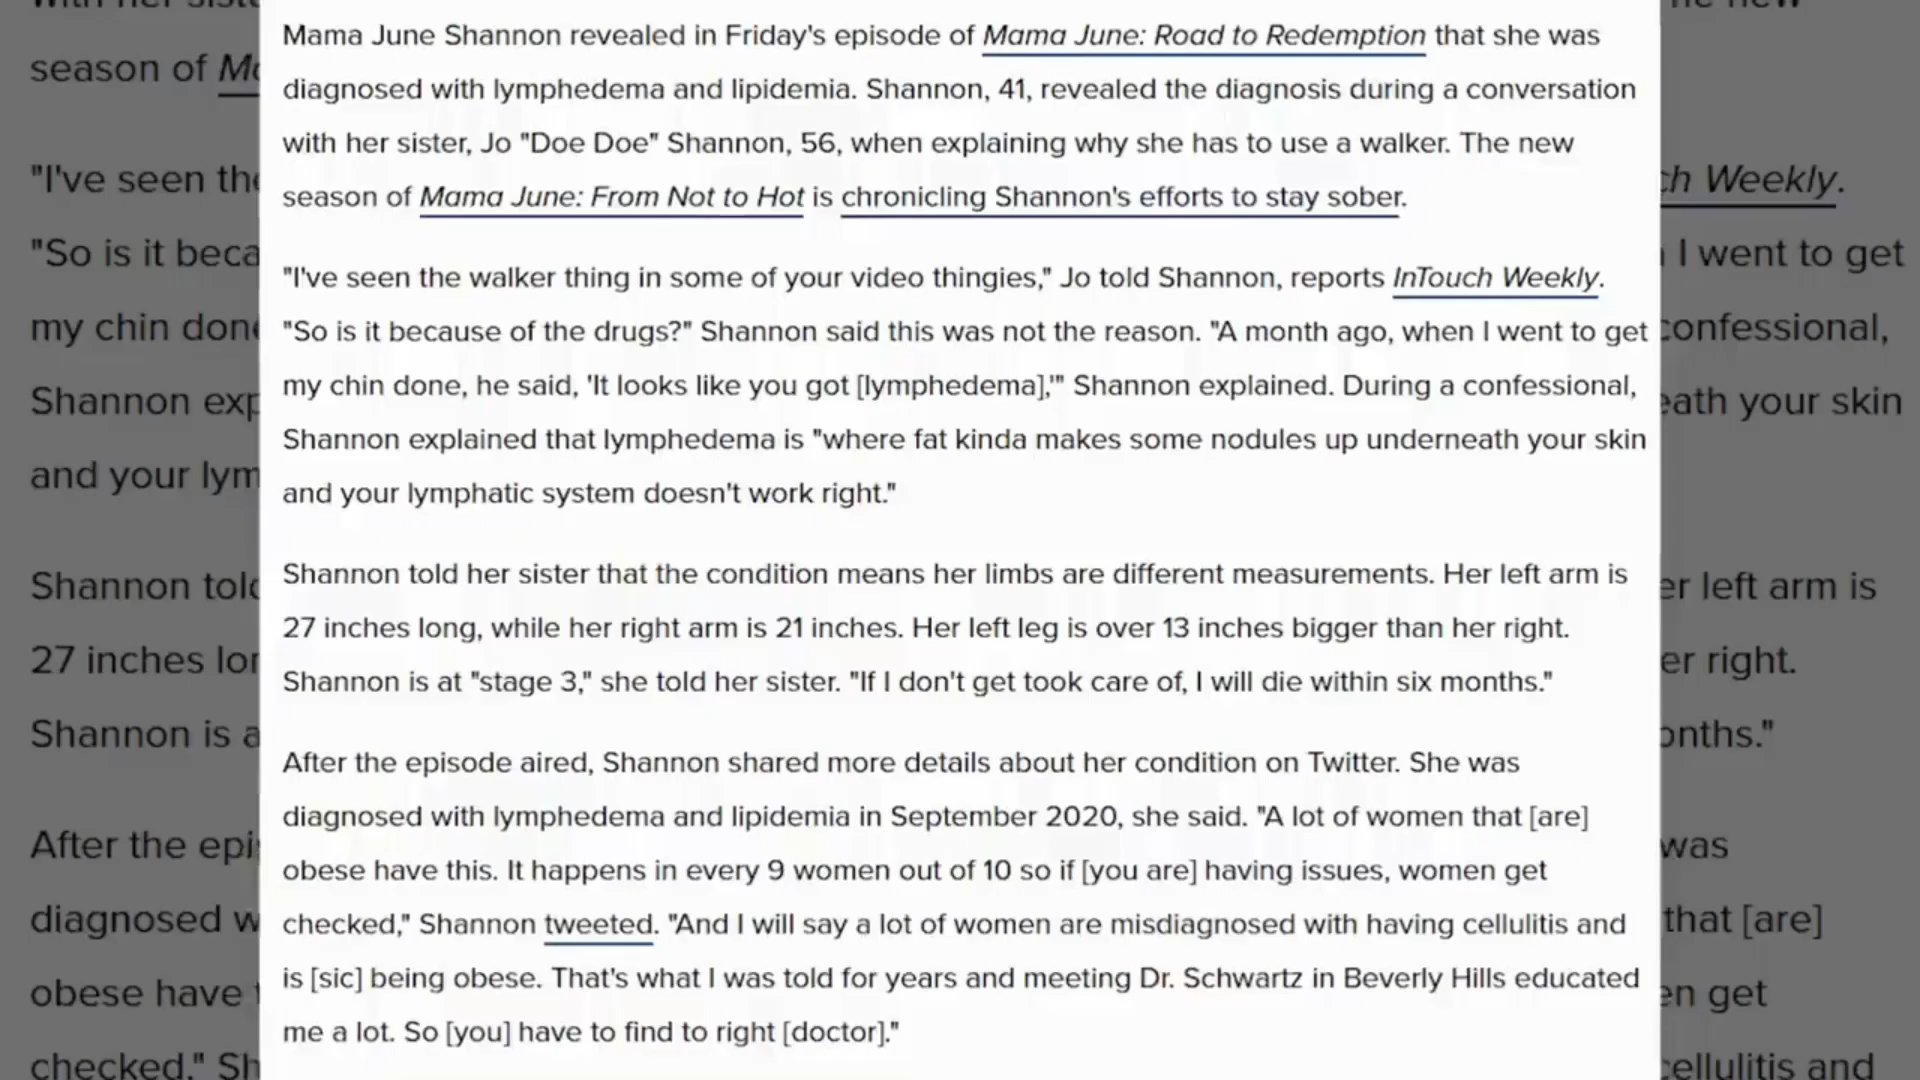 Mama June Shannon revealed in Friday's episode of Mama June: Road to Redemption that she was
diagnosed with lymphedema and lipidemia. Shannon, 41, revealed the diagnosis during a conversation
with her sister, Jo "Doe Doe" Shannon, 56, when explaining why she has to use a walker. The new
season of Mama June: From Not to Hot is chronicling Shannon's efforts to stay sober.
"I've seen the walker thing in some of your video thingies," Jo told Shannon, reports InTouch Weekly.
"So is it because of the drugs?" Shannon said this was not the reason. "A month ago, when I went to get
my chin done, he said, 'It looks like you got [lymphedema],'" Shannon explained. During a confessional,
Shannon explained that lymphedema is "where fat kinda makes some nodules up underneath your skin
and your lymphatic system doesn't work right."
Shannon told her sister that the condition means her limbs are different measurements. Her left arm is
27 inches long, while her right arm is 21 inches. Her left leg is over 13 inches bigger than her right.
Shannon is at "stage 3," she told her sister. "If I don't get took care of, I will die within six months."
After the episode aired, Shannon shared more details about her condition on Twitter. She was
diagnosed with lymphedema and lipidemia in September 2020, she said. "A lot of women that [are]
obese have this. It happens in every 9 women out of 10 so if [you are] having issues, women get
checked," Shannon tweeted. "And I will say a lot of women are misdiagnosed with having cellulitis and
is [sic] being obese. That's what I was told for years and meeting Dr. Schwartz in Beverly Hills educated
me a lot. So [you] have to find to right [doctor]."